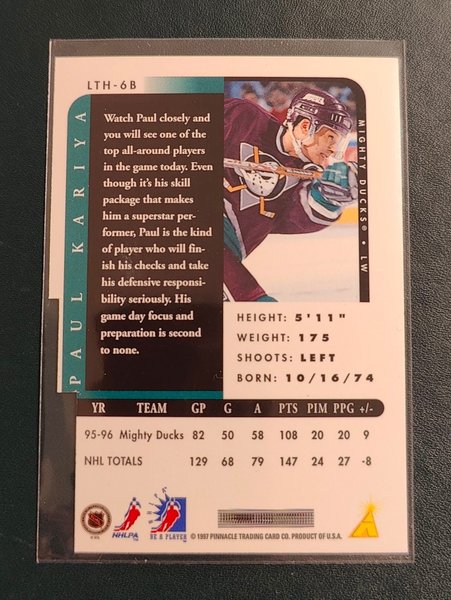 LTH-6B
PAUL KARIYA
Watch Paul closely and
you will see one of the
top all-around players
in the game today. Even
though it's his skill
package that makes
him a superstar per-
former, Paul is the kind
of player who will fin-
ish his checks and take
his defensive responsi-
bility seriously. His
game day focus and
preparation is second
to none.
MIGHTY DUCKS® • LW
HEIGHT: 5'11"
WEIGHT: 175
SHOOTS: LEFT
BORN: 10/16/74
YR TEAM GP G A PTS PIM PPG +/-
95-96 Mighty Ducks 82 50 58 108 20 20 9
NHL TOTALS 129 68 79 147 24 27 -8
NHL
NHLPA
BE A PLAYER
© 1997 PINNACLE TRADING CARD CO. PRODUCT OF U.S.A.